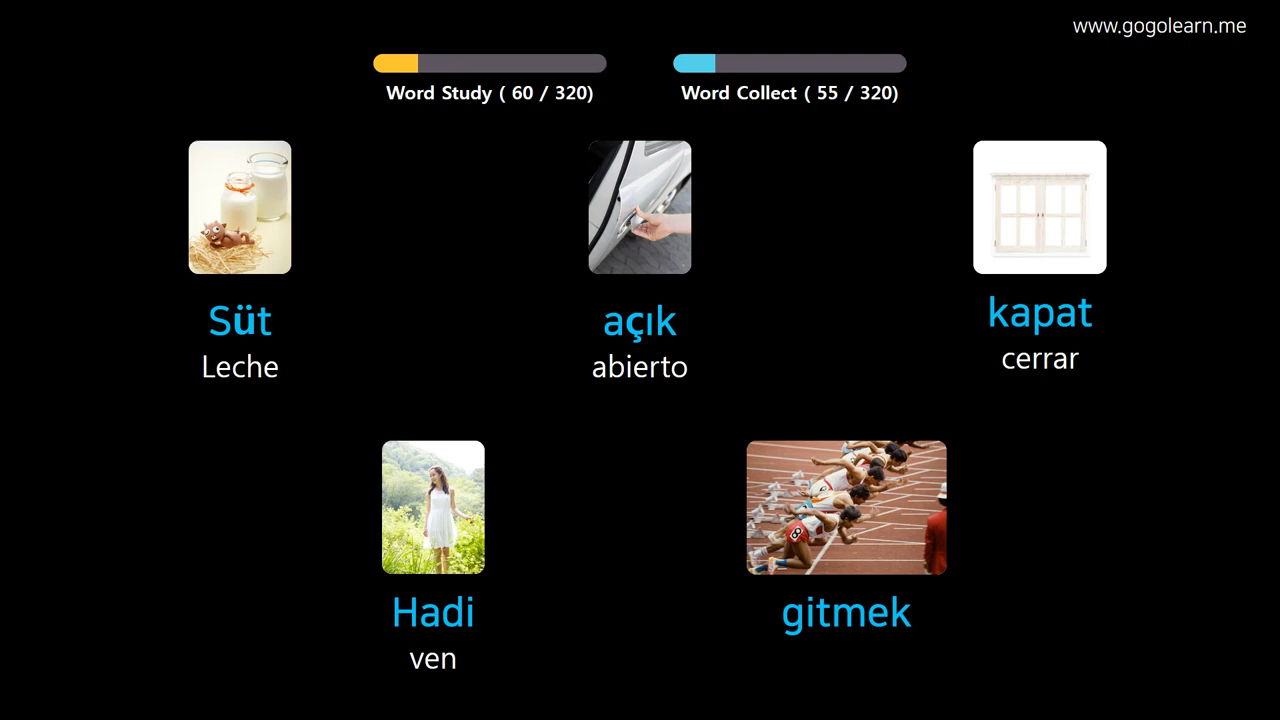 www.gogolearn.me
Word Study ( 60 / 320)
Word Collect ( 55 / 320)
Süt
Leche
açık
abierto
kapat
cerrar
Hadi
ven
gitmek